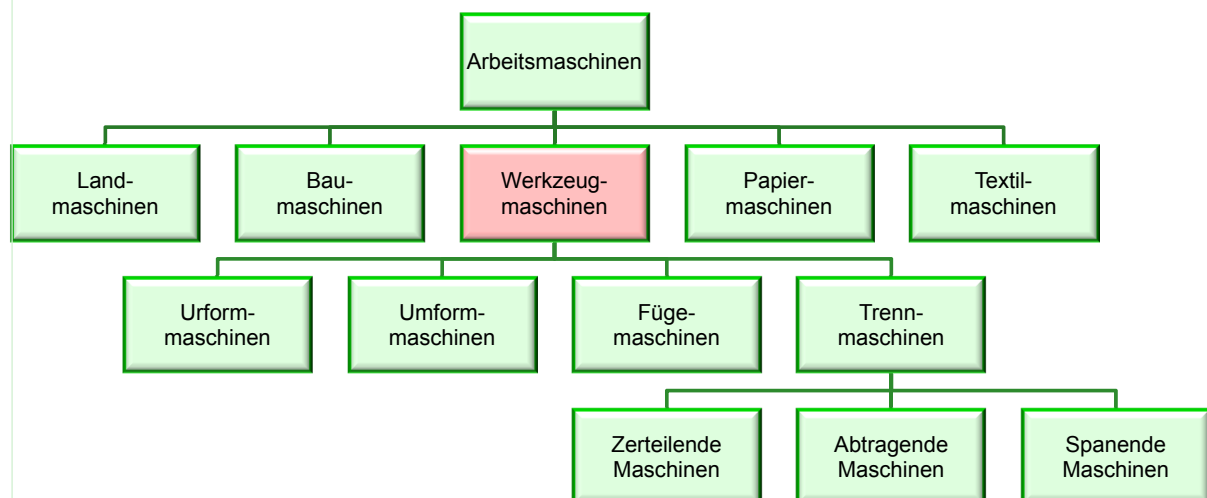 Arbeitsmaschinen
Land-
maschinen
Bau-
maschinen
Werkzeug-
maschinen
Papier-
maschinen
Textil-
maschinen
Urform-
maschinen
Umform-
maschinen
Füge-
maschinen
Trenn-
maschinen
Zerteilende
Maschinen
Abtragende
Maschinen
Spanende
Maschinen